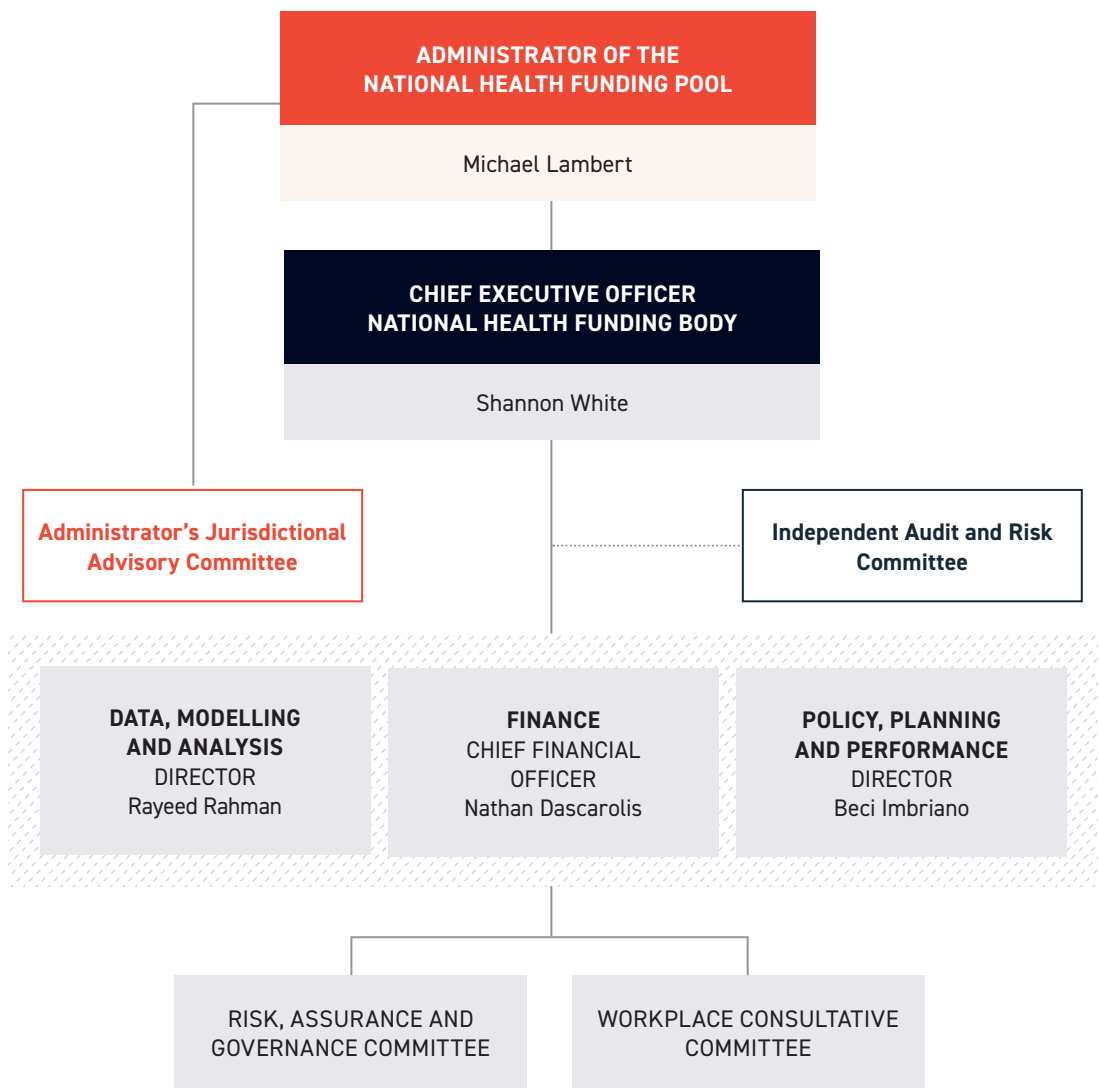 ADMINISTRATOR OF THE
NATIONAL HEALTH FUNDING POOL
Michael Lambert
CHIEF EXECUTIVE OFFICER
NATIONAL HEALTH FUNDING BODY
Shannon White
Administrator’s Jurisdictional
Advisory Committee
Independent Audit and Risk
Committee
DATA, MODELLING
AND ANALYSIS
DIRECTOR
Rayeed Rahman
FINANCE
CHIEF FINANCIAL
OFFICER
Nathan Dascarolis
POLICY, PLANNING
AND PERFORMANCE
DIRECTOR
Beci Imbriano
RISK, ASSURANCE AND
GOVERNANCE COMMITTEE
WORKPLACE CONSULTATIVE
COMMITTEE